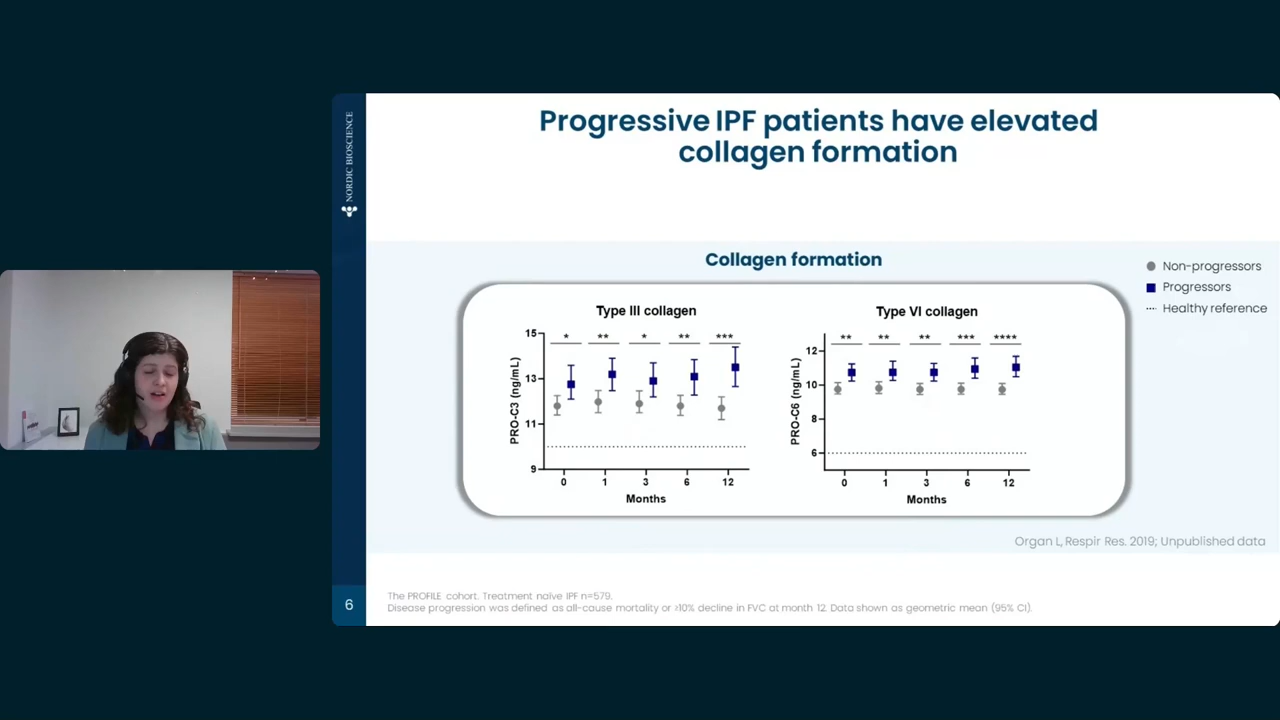 NORDIC BIOSCIENCE
Progressive IPF patients have elevated
collagen formation
Collagen formation
Non-progressors
Progressors
Healthy reference
Type III collagen
* ** * ** ***
15
13
11
9
PRO-C3 (ng/mL)
0 1 3 6 12
Months
Type VI collagen
** ** ** *** ****
12
10
8
6
PRO-C6 (ng/mL)
0 1 3 6 12
Months
Organ L, Respir Res. 2019; Unpublished data
The PROFILE cohort. Treatment naïve IPF n=579.
Disease progression was defined as all-cause mortality or ≥10% decline in FVC at month 12. Data shown as geometric mean (95% CI).
6